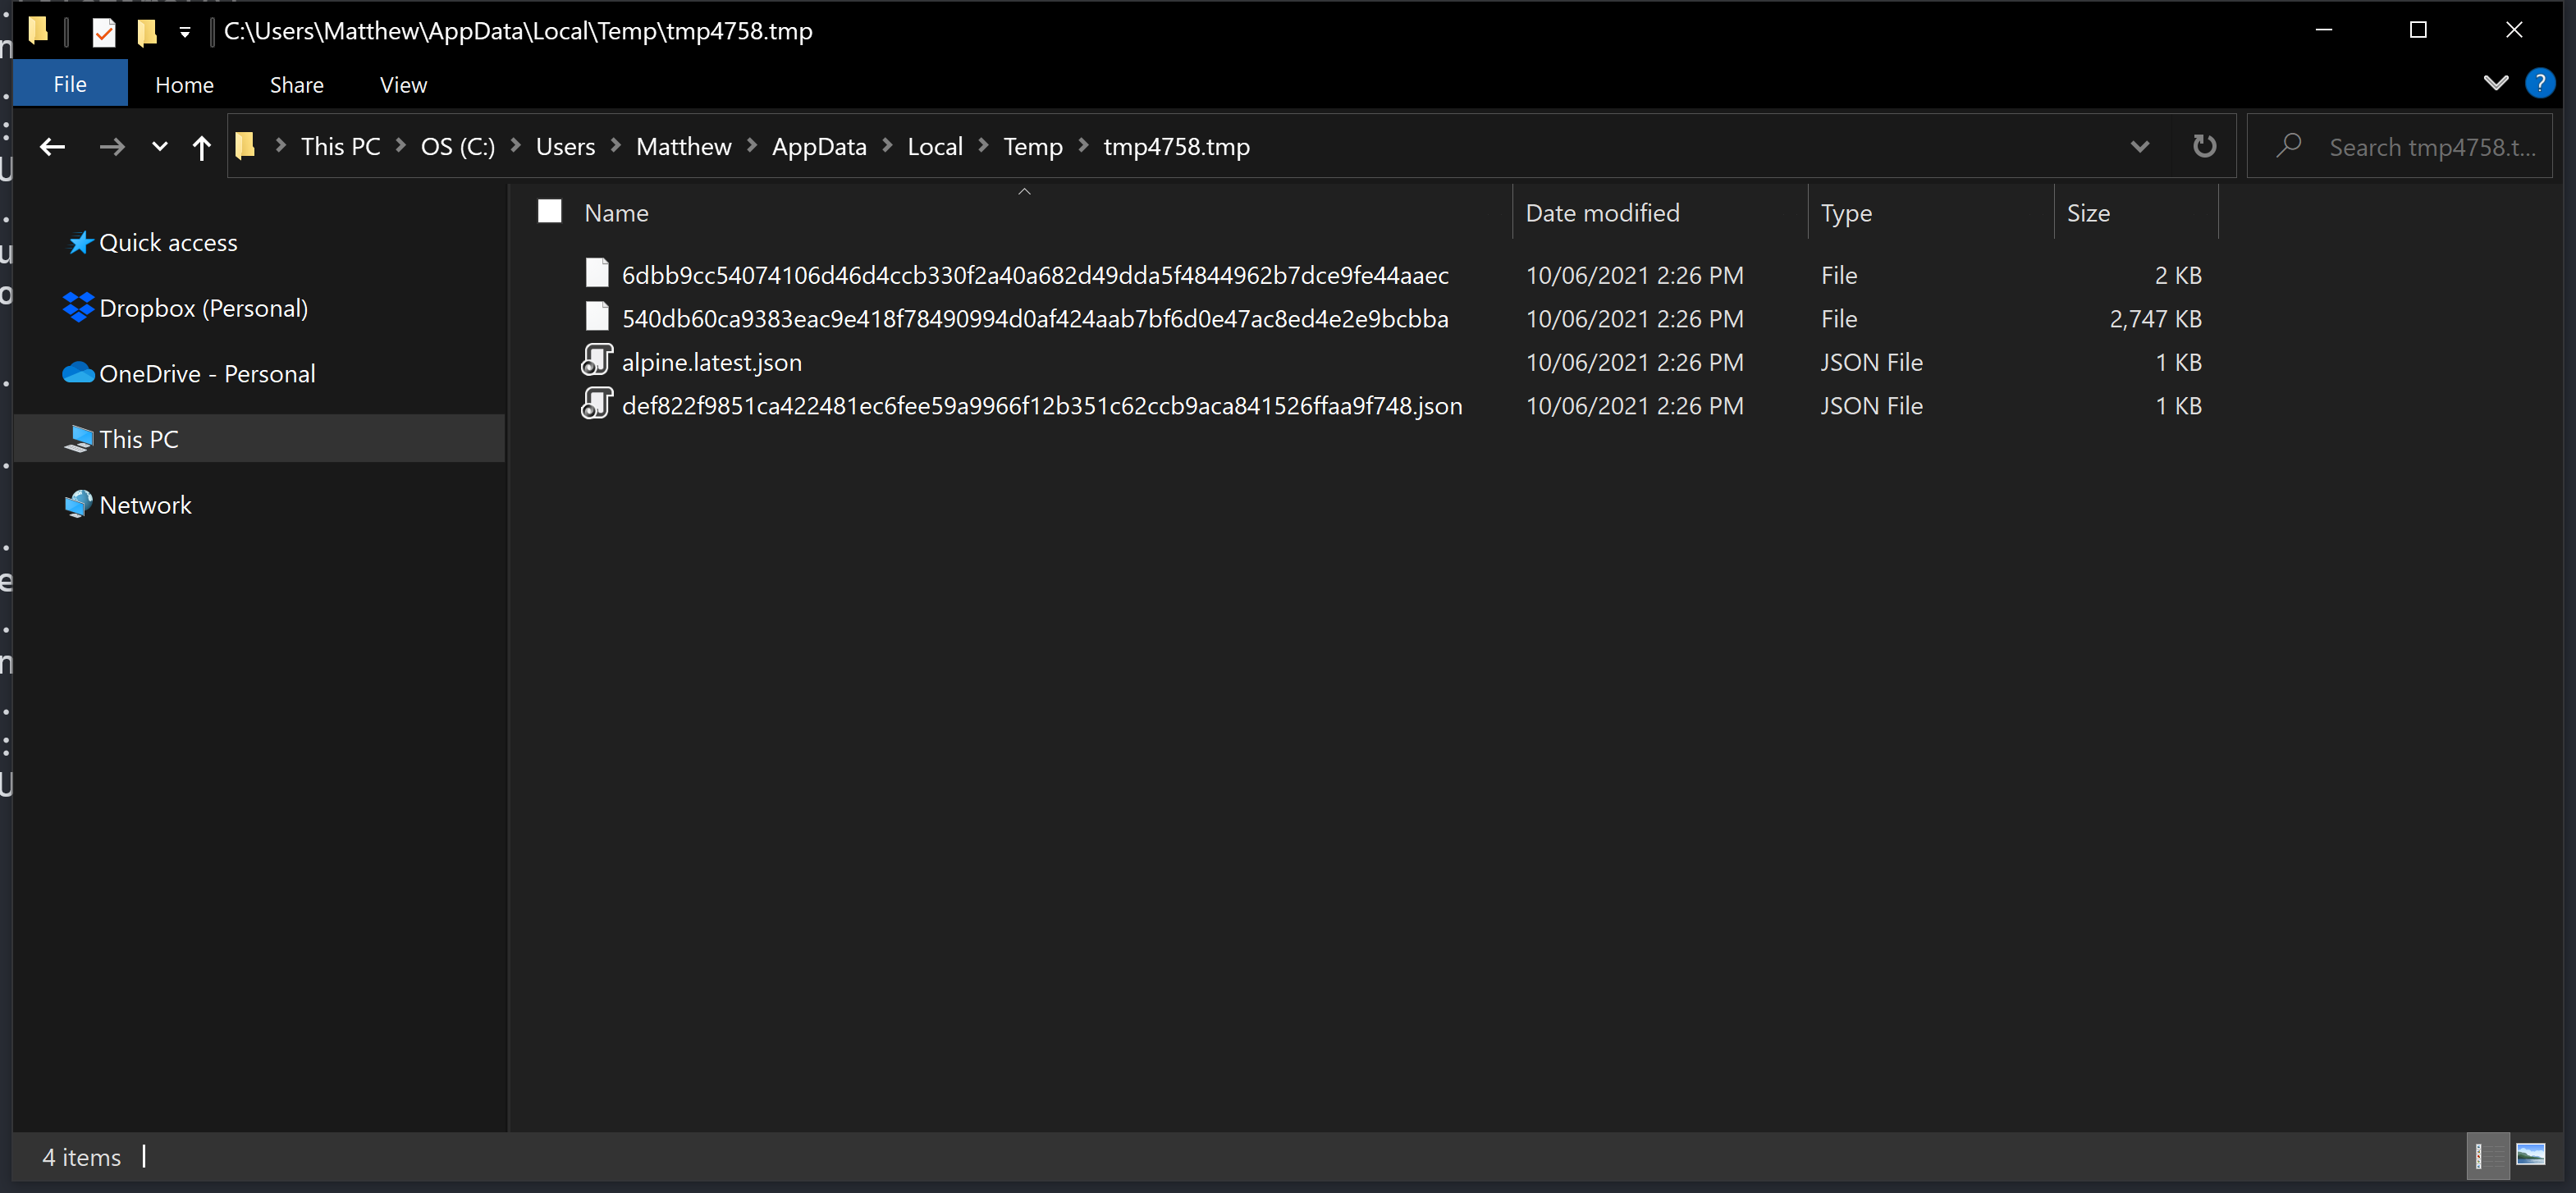 C:\Users\Matthew\AppData\Local\Temp\tmp4758.tmp
File Home Share View ?
This PC OS (C:) Users Matthew AppData Local Temp tmp4758.tmp Search tmp4758.t...
Name Date modified Type Size
Quick access
Dropbox (Personal)
OneDrive - Personal
This PC
Network
6dbb9cc54074106d46d4ccb330f2a40a682d49dda5f4844962b7dce9fe44aaec 10/06/2021 2:26 PM File 2 KB
540db60ca9383eac9e418f78490994d0af424aab7bf6d0e47ac8ed4e2e9bcbba 10/06/2021 2:26 PM File 2,747 KB
alpine.latest.json 10/06/2021 2:26 PM JSON File 1 KB
def822f9851ca422481ec6fee59a9966f12b351c62ccb9aca841526ffaa9f748.json 10/06/2021 2:26 PM JSON File 1 KB
4 items